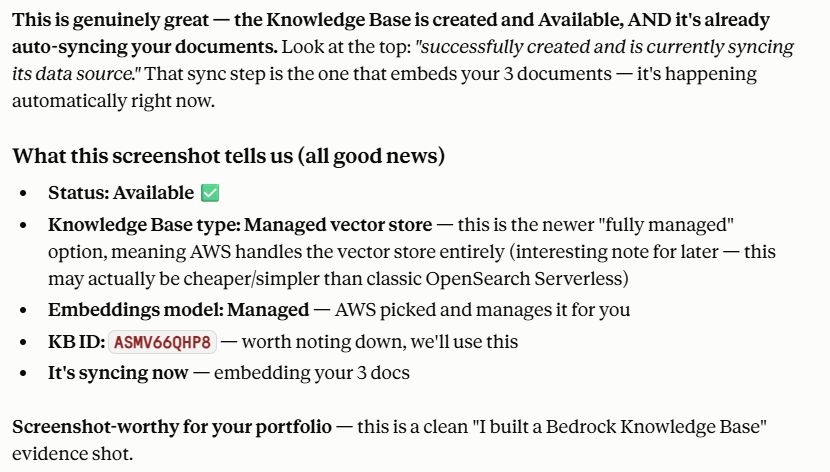 This is genuinely great — the Knowledge Base is created and Available, AND it's already
auto-syncing your documents. Look at the top: "successfully created and is currently syncing
its data source." That sync step is the one that embeds your 3 documents — it's happening
automatically right now.
What this screenshot tells us (all good news)
• Status: Available ✅
• Knowledge Base type: Managed vector store — this is the newer "fully managed"
option, meaning AWS handles the vector store entirely (interesting note for later — this
may actually be cheaper/simpler than classic OpenSearch Serverless)
• Embeddings model: Managed — AWS picked and manages it for you
• KB ID: ASMV66QHP8 — worth noting down, we'll use this
• It's syncing now — embedding your 3 docs
Screenshot-worthy for your portfolio — this is a clean "I built a Bedrock Knowledge Base"
evidence shot.